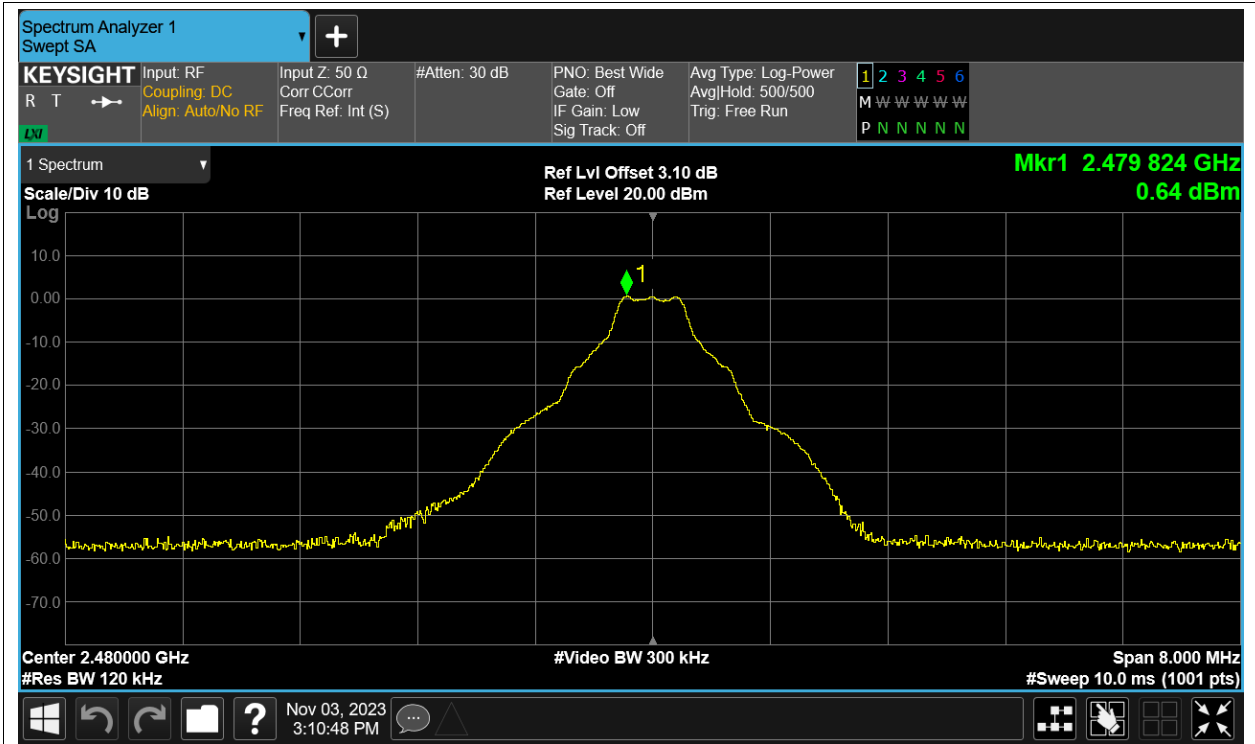 Spectrum Analyzer 1
Swept SA
+
KEYSIGHT
R T
LXI
Input: RF
Coupling: DC
Align: Auto/No RF
Input Z: 50 Ω
Corr CCorr
Freq Ref: Int (S)
#Atten: 30 dB
PNO: Best Wide
Gate: Off
IF Gain: Low
Sig Track: Off
Avg Type: Log-Power
Avg|Hold: 500/500
Trig: Free Run
1 2 3 4 5 6
M W W W W W
P N N N N N
1 Spectrum
Scale/Div 10 dB
Log
Ref Lvl Offset 3.10 dB
Ref Level 20.00 dBm
Mkr1 2.479 824 GHz
0.64 dBm
1
10.0
0.00
-10.0
-20.0
-30.0
-40.0
-50.0
-60.0
-70.0
Center 2.480000 GHz
#Res BW 120 kHz
#Video BW 300 kHz
Span 8.000 MHz
#Sweep 10.0 ms (1001 pts)
?
Nov 03, 2023
3:10:48 PM